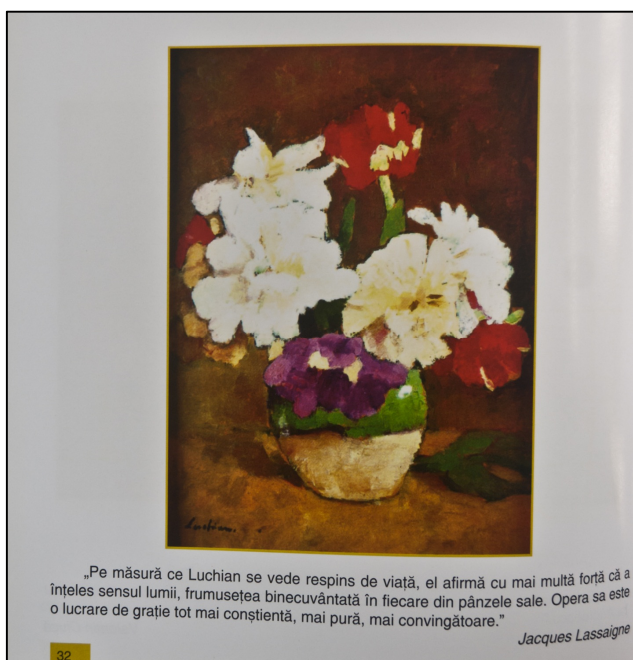 Luchian.
„Pe măsură ce Luchian se vede respins de viață, el afirmă cu mai multă forță că a
înțeles sensul lumii, frumusețea binecuvântată în fiecare din pânzele sale. Opera sa este
o lucrare de grație tot mai conștientă, mai pură, mai convingătoare.”
Jacques Lassaigne
32